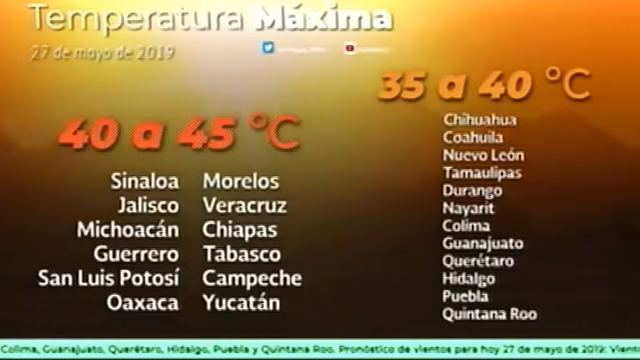 Temperatura Máxima
27 de mayo de 2019
40 a 45 °C
Sinaloa Morelos
Jalisco Veracruz
Michoacán Chiapas
Guerrero Tabasco
San Luis Potosí Campeche
Oaxaca Yucatán
35 a 40 °C
Chihuahua
Coahuila
Nuevo León
Tamaulipas
Durango
Nayarit
Colima
Guanajuato
Querétaro
Hidalgo
Puebla
Quintana Roo
Colima, Guanajuato, Querétaro, Hidalgo, Puebla y Quintana Roo. Pronóstico de vientos para hoy 27 de mayo de 2019: Viento